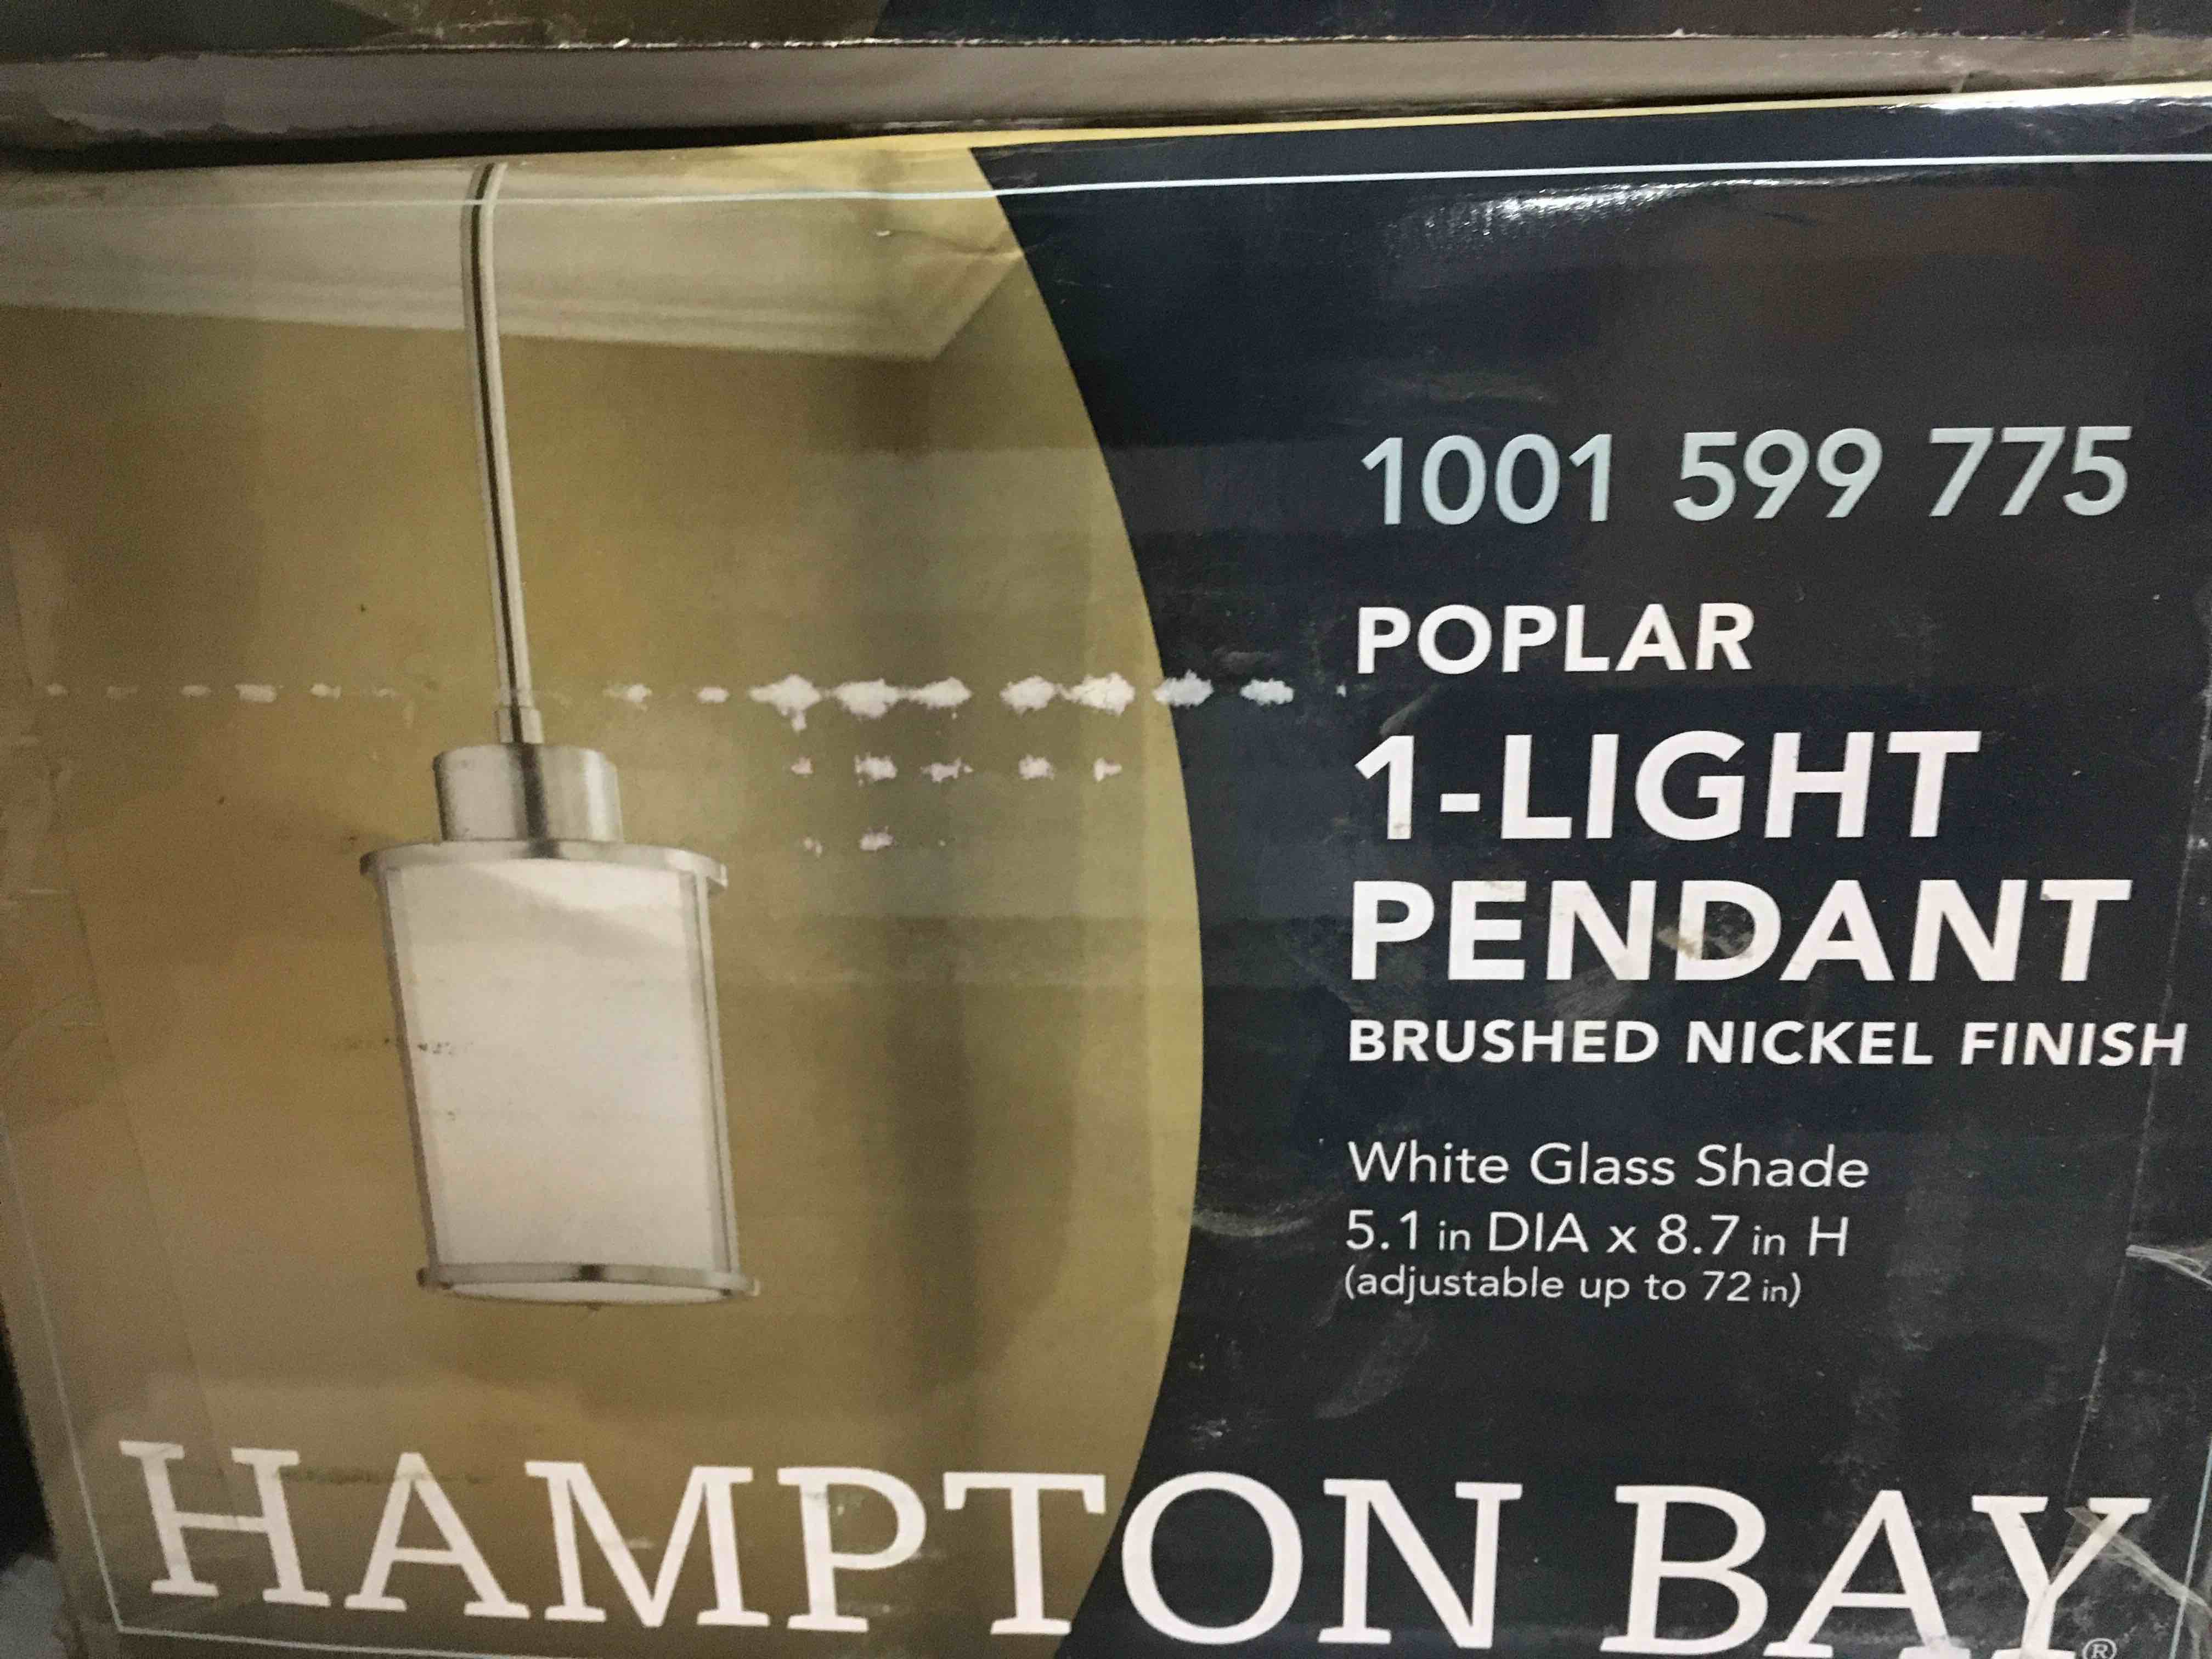 1001 599 775
POPLAR
1-LIGHT
PENDANT
BRUSHED NICKEL FINISH
White Glass Shade
5.1 in DIA x 8.7 in H
(adjustable up to 72 in)
HAMPTON BAY®